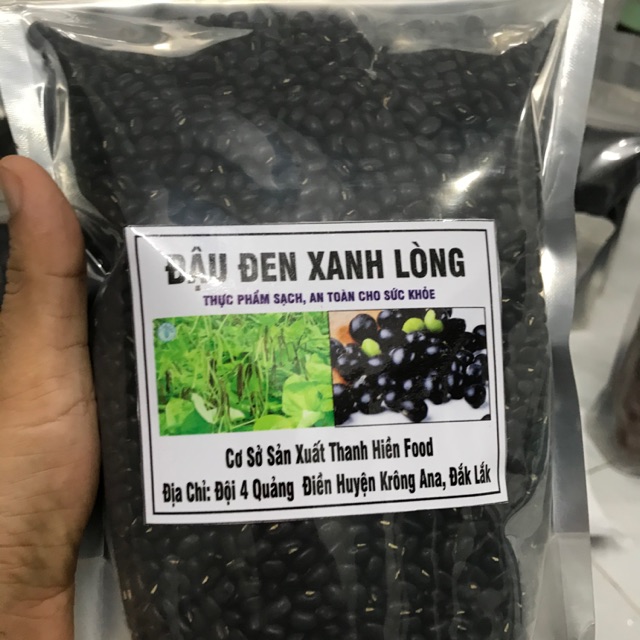 ĐẬU ĐEN XANH LÒNG
THỰC PHẨM SẠCH, AN TOÀN CHO SỨC KHỎE
Cơ Sở Sản Xuất Thanh Hiền Food
Địa Chỉ: Đội 4 Quảng Điền Huyện Krông Ana, Đắk Lắk